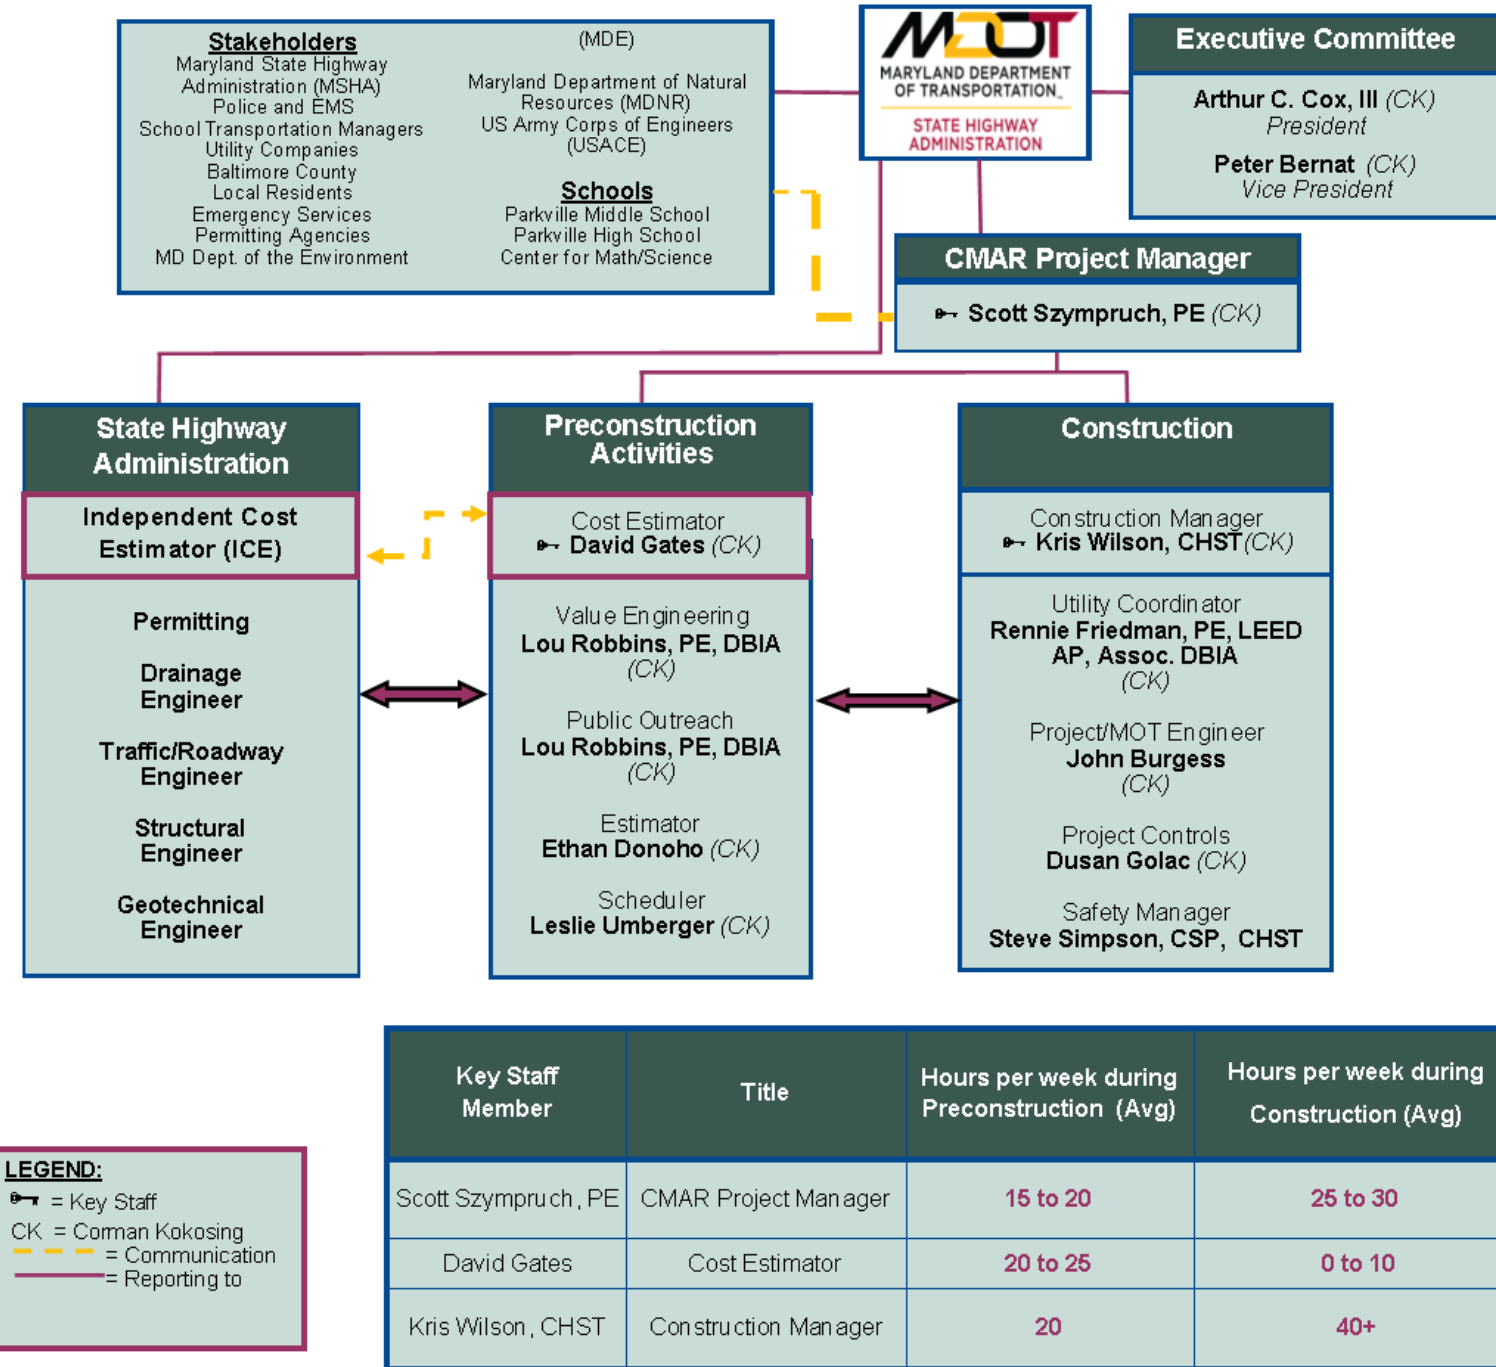 Stakeholders
Maryland State Highway
Administration (MSHA)
Police and EMS
School Transportation Managers
Utility Companies
Baltimore County
Local Residents
Emergency Services
Permitting Agencies
MD Dept. of the Environment
(MDE)
Maryland Department of Natural
Resources (MDNR)
US Army Corps of Engineers
(USACE)
Schools
Parkville Middle School
Parkville High School
Center for Math/Science
MDOT
MARYLAND DEPARTMENT
OF TRANSPORTATION
STATE HIGHWAY
ADMINISTRATION
Executive Committee
Arthur C. Cox, III (CK)
President
Peter Bernat (CK)
Vice President
CMAR Project Manager
Scott Szympruch, PE (CK)
State Highway
Administration
Independent Cost
Estimator (ICE)
Permitting
Drainage
Engineer
Traffic/Roadway
Engineer
Structural
Engineer
Geotechnical
Engineer
Preconstruction
Activities
Cost Estimator
David Gates (CK)
Value Engineering
Lou Robbins, PE, DBIA
(CK)
Public Outreach
Lou Robbins, PE, DBIA
(CK)
Estimator
Ethan Donoho (CK)
Scheduler
Leslie Umberger (CK)
Construction
Construction Manager
Kris Wilson, CHST(CK)
Utility Coordinator
Rennie Friedman, PE, LEED
AP, Assoc. DBIA
(CK)
Project/MOT Engineer
John Burgess
(CK)
Project Controls
Dusan Golac (CK)
Safety Manager
Steve Simpson, CSP, CHST
LEGEND:
= Key Staff
CK = Corman Kokosing
= Communication
= Reporting to
Key Staff
Member
Title
Hours per week during
Preconstruction (Avg)
Hours per week during
Construction (Avg)
Scott Szympruch, PE CMAR Project Manager 15 to 20 25 to 30
David Gates Cost Estimator 20 to 25 0 to 10
Kris Wilson, CHST Construction Manager 20 40+